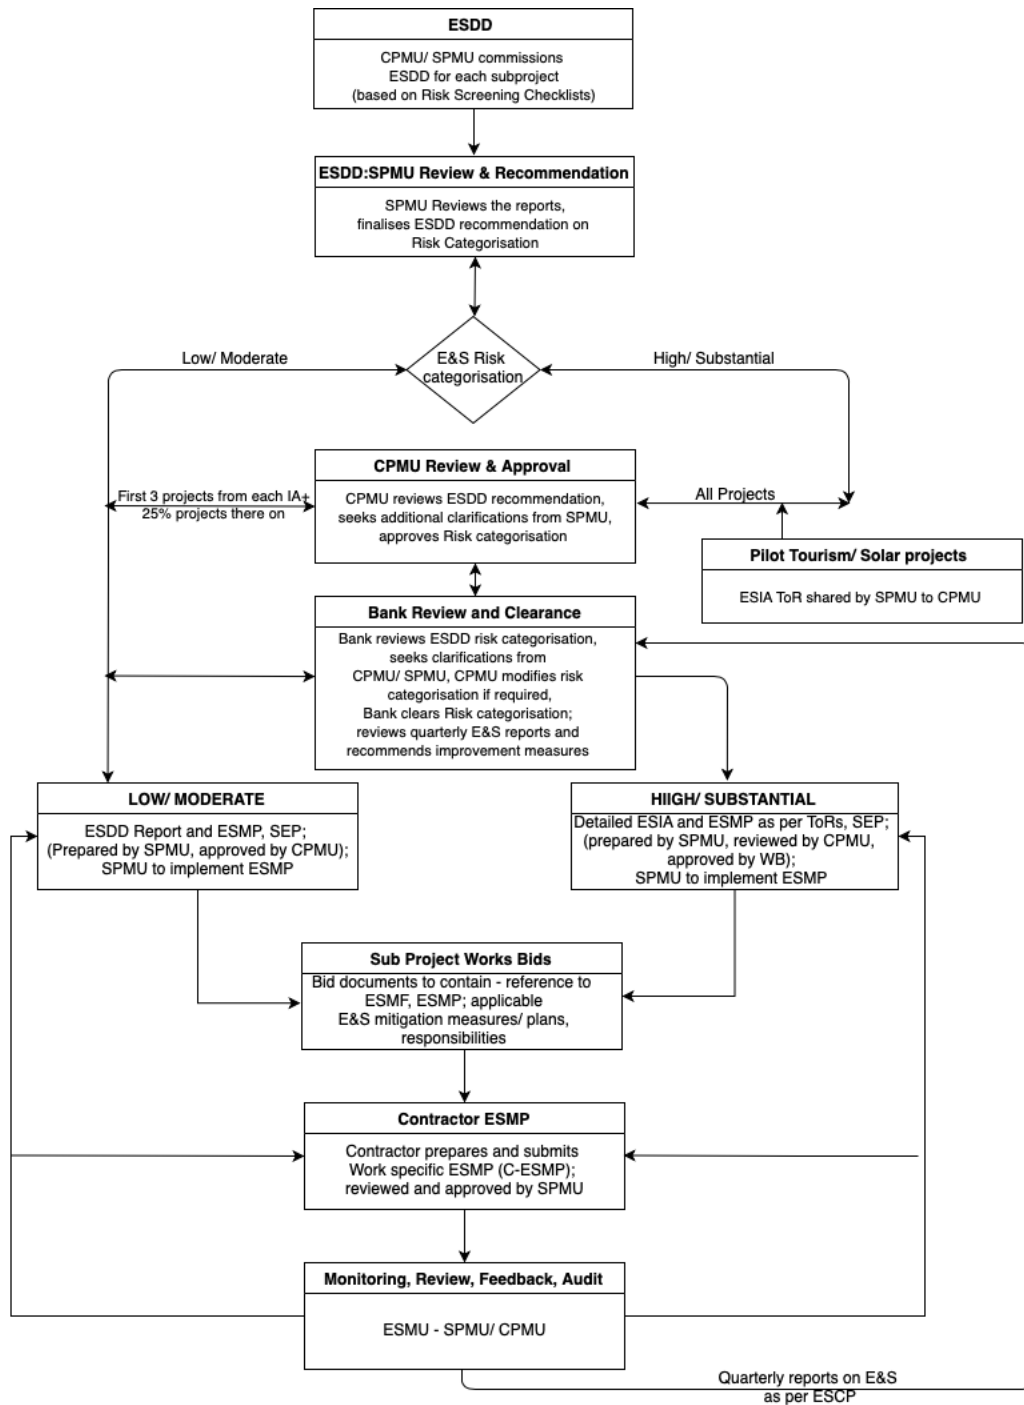 ESDD
CPMU/ SPMU commissions
ESDD for each subproject
(based on Risk Screening Checklists)
ESDD:SPMU Review & Recommendation
SPMU Reviews the reports,
finalises ESDD recommendation on
Risk Categorisation
Low/ Moderate
E&S Risk
categorisation
High/ Substantial
CPMU Review & Approval
CPMU reviews ESDD recommendation,
seeks additional clarifications from SPMU,
approves Risk categorisation
First 3 projects from each IA+
25% projects there on
All Projects
Pilot Tourism/ Solar projects
ESIA ToR shared by SPMU to CPMU
Bank Review and Clearance
Bank reviews ESDD risk categorisation,
seeks clarifications from
CPMU/ SPMU, CPMU modifies risk
categorisation if required,
Bank clears Risk categorisation;
reviews quarterly E&S reports and
recommends improvement measures
LOW/ MODERATE
ESDD Report and ESMP, SEP;
(Prepared by SPMU, approved by CPMU);
SPMU to implement ESMP
HIIGH/ SUBSTANTIAL
Detailed ESIA and ESMP as per ToRs, SEP;
(prepared by SPMU, reviewed by CPMU,
approved by WB);
SPMU to implement ESMP
Sub Project Works Bids
Bid documents to contain - reference to
ESMF, ESMP; applicable
E&S mitigation measures/ plans,
responsibilities
Contractor ESMP
Contractor prepares and submits
Work specific ESMP (C-ESMP);
reviewed and approved by SPMU
Monitoring, Review, Feedback, Audit
ESMU - SPMU/ CPMU
Quarterly reports on E&S
as per ESCP